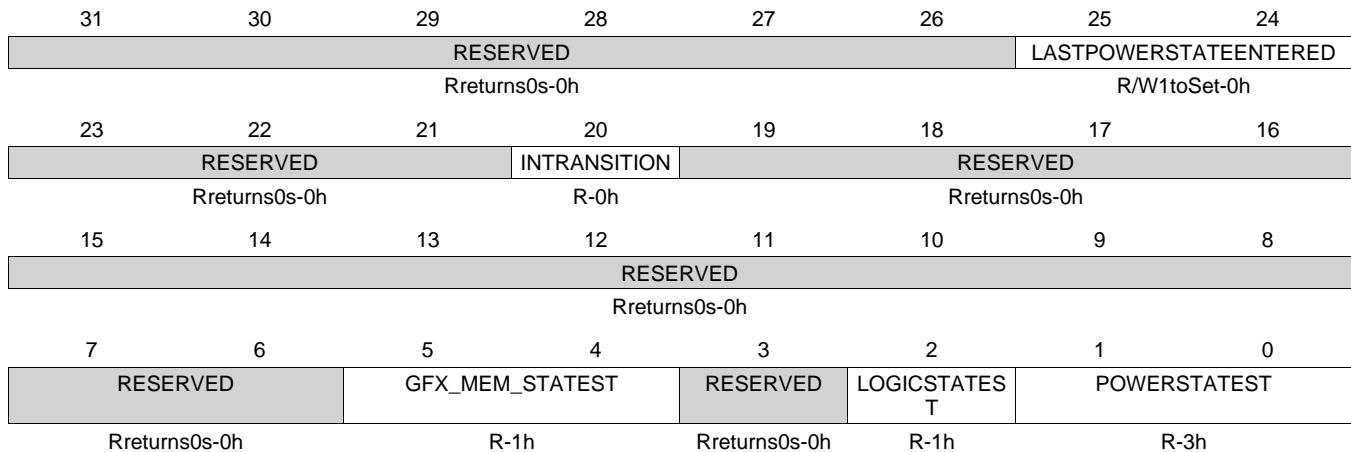 31 30 29 28 27 26 25 24
RESERVED LASTPOWERSTATEENTERED
Rreturns0s-0h R/W1toSet-0h
23 22 21 20 19 18 17 16
RESERVED INTRANSITION RESERVED
Rreturns0s-0h R-0h Rreturns0s-0h
15 14 13 12 11 10 9 8
RESERVED
Rreturns0s-0h
7 6 5 4 3 2 1 0
RESERVED GFX_MEM_STATEST RESERVED LOGICSTATES POWERSTATEST
T
Rreturns0s-0h R-1h Rreturns0s-0h R-1h R-3h